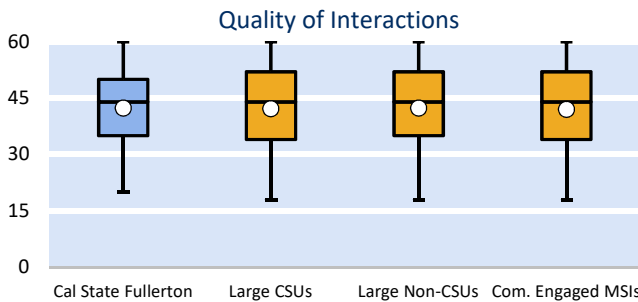 Quality of Interactions
60
45
30
15
0
Cal State Fullerton Large CSUs Large Non-CSUs Com. Engaged MSIs